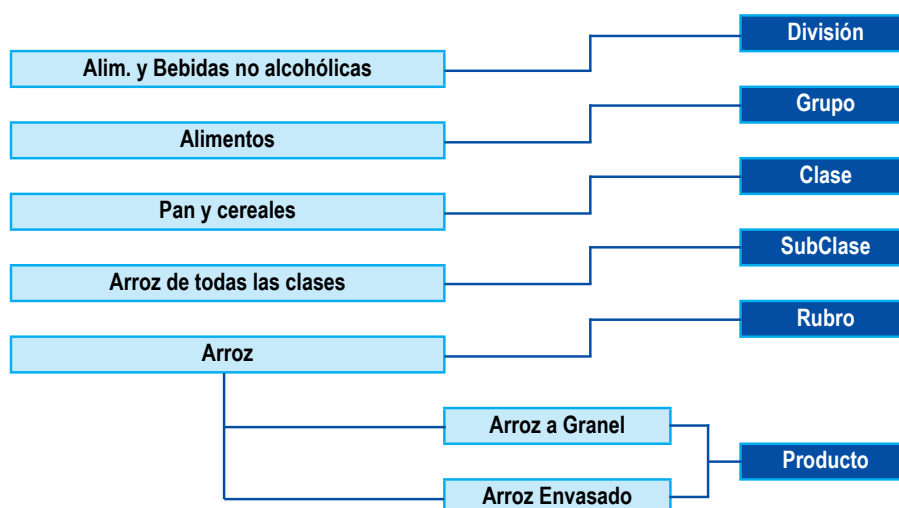 División
Alim. y Bebidas no alcohólicas
Grupo
Alimentos
Clase
Pan y cereales
SubClase
Arroz de todas las clases
Rubro
Arroz
Arroz a Granel
Producto
Arroz Envasado